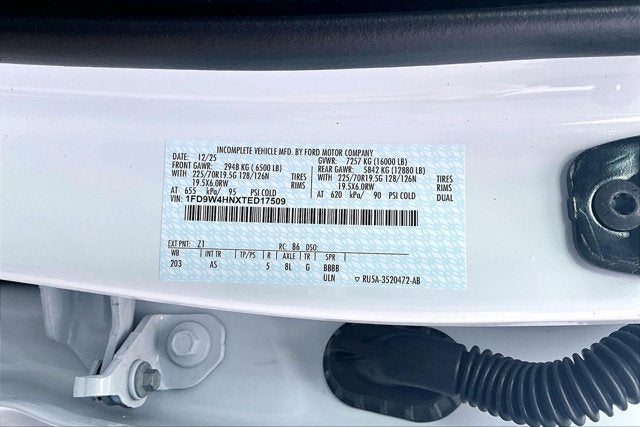 INCOMPLETE VEHICLE MFD. BY FORD MOTOR COMPANY
DATE: 12/25 GVWR: 7257 KG (16000 LB)
FRONT GAWR: 2948 KG (6500 LB) REAR GAWR: 5842 KG (12880 LB)
WITH 225/70R19.5G 128/126N TIRES WITH 225/70R19.5G 128/126N TIRES
19.5X6.0RW RIMS 19.5X6.0RW RIMS
AT 655 kPa/ 95 PSI COLD AT 620 kPa/ 90 PSI COLD DUAL
VIN: 1FD9W4HNXTED17509
EXT PNT: Z1 RC: 86 DSO:
WB INT TR TP/PS R AXLE TR SPR
203 AS 5 8L G BBBB
ULN ▽ RU5A-3520472-AB